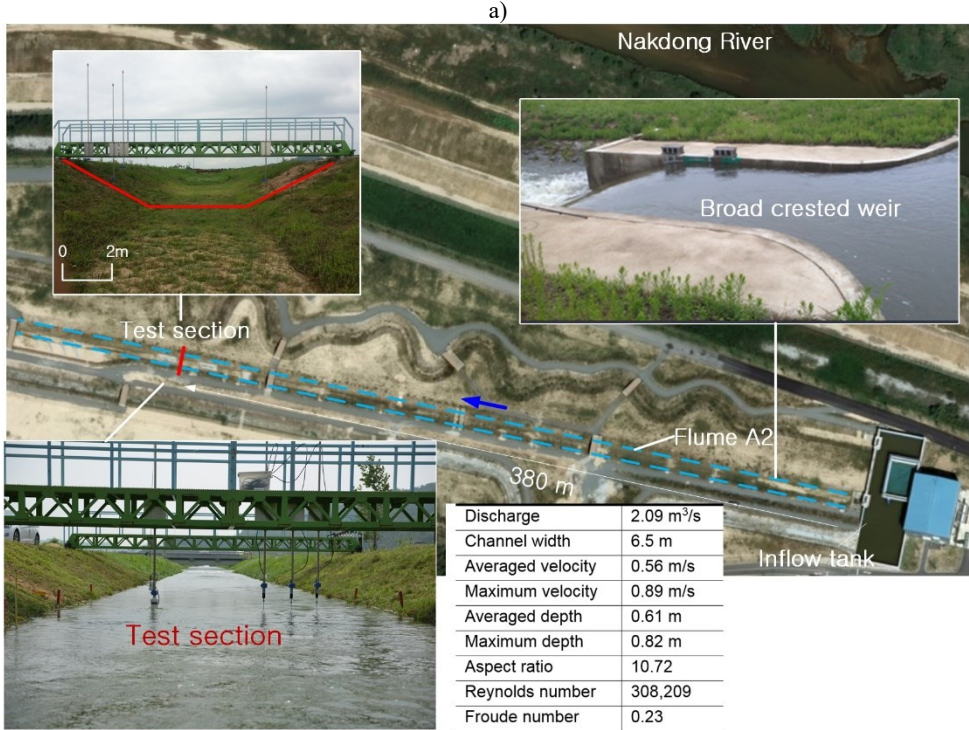 a)
Nakdong River
Broad crested weir
0 2m
Test section
Flume A2
380 m
Inflow tank
Test section
Discharge 2.09 m³/s
Channel width 6.5 m
Averaged velocity 0.56 m/s
Maximum velocity 0.89 m/s
Averaged depth 0.61 m
Maximum depth 0.82 m
Aspect ratio 10.72
Reynolds number 308,209
Froude number 0.23